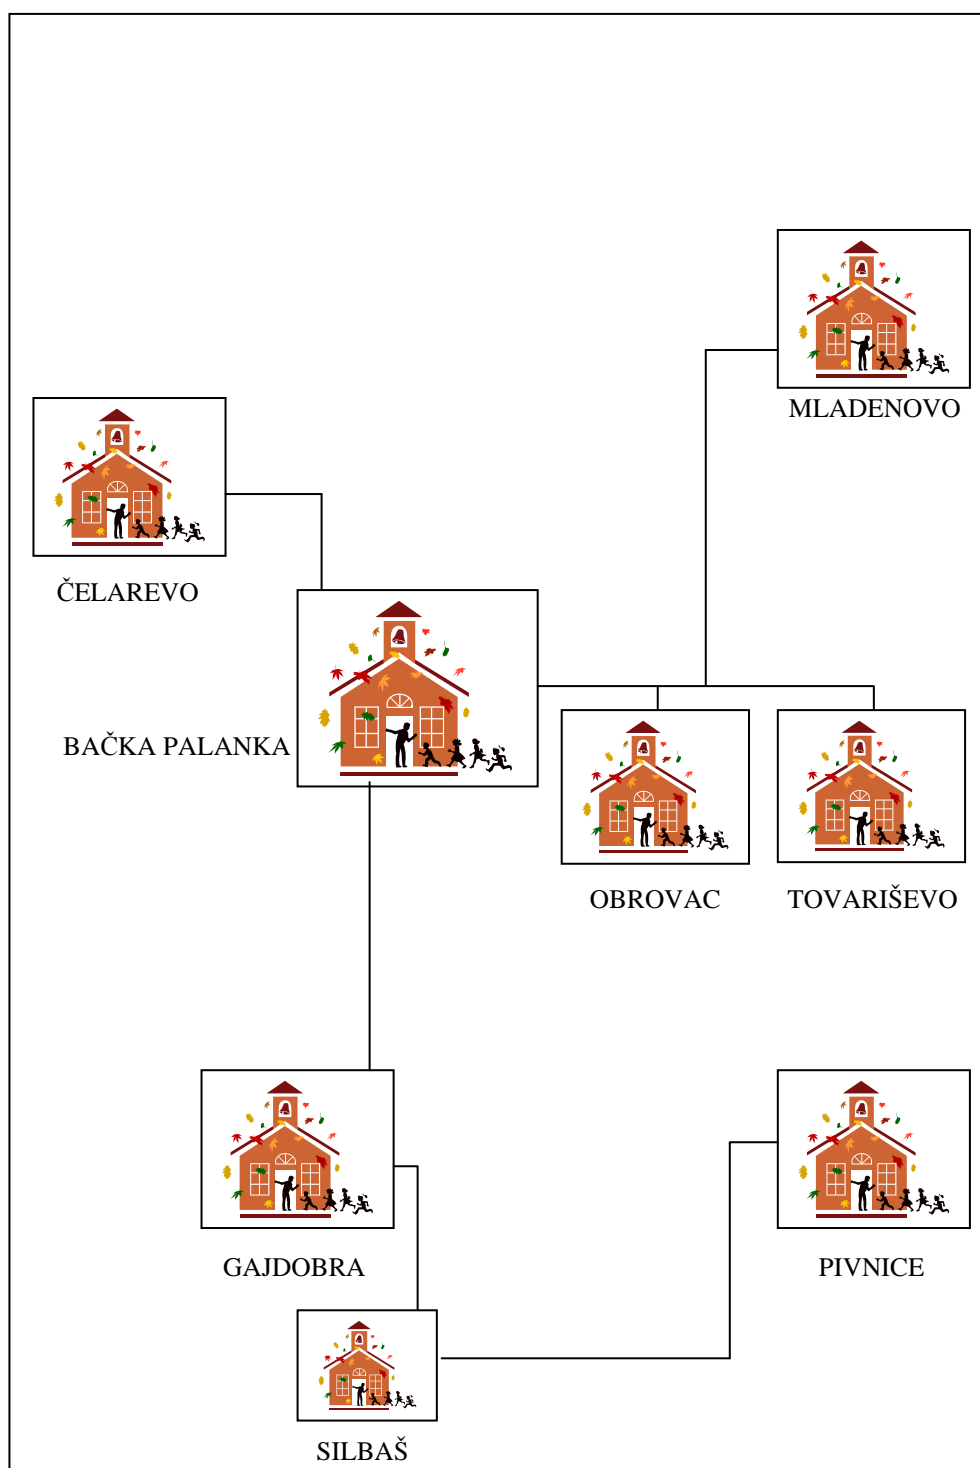 MLADENOVO
ČELAREVO
BAČKA PALANKA
OBROVAC
TOVARIŠEVO
GAJDOBRA
PIVNICE
SILBAŠ